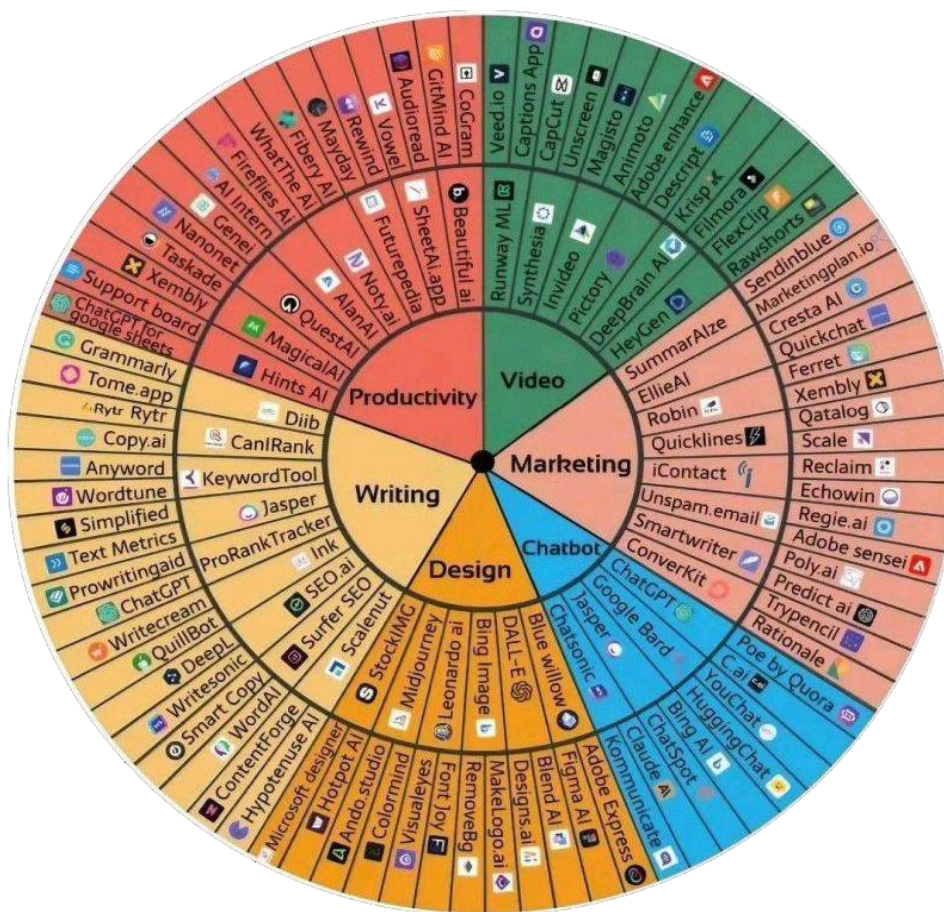 Productivity
Video
Marketing
Chatbot
Design
Writing
Hints AI
MagicalAI
QuestAI
AlanAI
Noty.ai
Futurepedia
SheetAi.app
Beautiful.ai
Runway ML
Synthesia
Invideo
Pictory
DeepBrain AI
HeyGen
SummarAIze
EllieAI
Robin
Quicklines
iContact
Unspam.email
Smartwriter
ConverKit
ChatGPT
Google Bard
Jasper
Chatsonic
Blue willow
DALL-E
Bing Image
Leonardo ai
Midjourney
StockIMG
Scalenut
Surfer SEO
SEO.ai
Ink
ProRankTracker
Jasper
KeywordTool
CanIRank
Diib
ChatGPT for
google sheets
Support board
Xembly
Taskade
Nanonet
Genei
AI Intern
Fireflies AI
WhatThe AI
Fibery AI
Mayday
Rewind
Vowel
Audioread
GitMind AI
CoGram
Veed.io
Captions App
CapCut
Unscreen
Magisto
Animoto
Adobe enhance
Descript
Krisp
Filmora
FlexClip
Rawshorts
Sendinblue
Marketingplan.io
Cresta AI
Quickchat
Ferret
Xembly
Qatalog
Scale
Reclaim
Echowin
Regie.ai
Adobe sensei
Poly.ai
Predict ai
Trypencil
Rationale
Poe by Quora
Cai
YouChat
HuggingChat
Bing AI
ChatSpot
Claude
Kommunicate
Adobe Express
Figma AI
Blend AI
Designs.ai
MakeLogo.ai
RemoveBg
Font Joy
Visualeyes
Colormind
Ando.studio
Hotpot AI
Microsoft designer
Hypotenuse AI
ContentForge
WordAI
Smart Copy
Writesonic
DeepL
QuillBot
Writecream
ChatGPT
Prowritingaid
Text Metrics
Simplified
Wordtune
Anyword
Copy.ai
Rytr Rytr
Tome.app
Grammarly